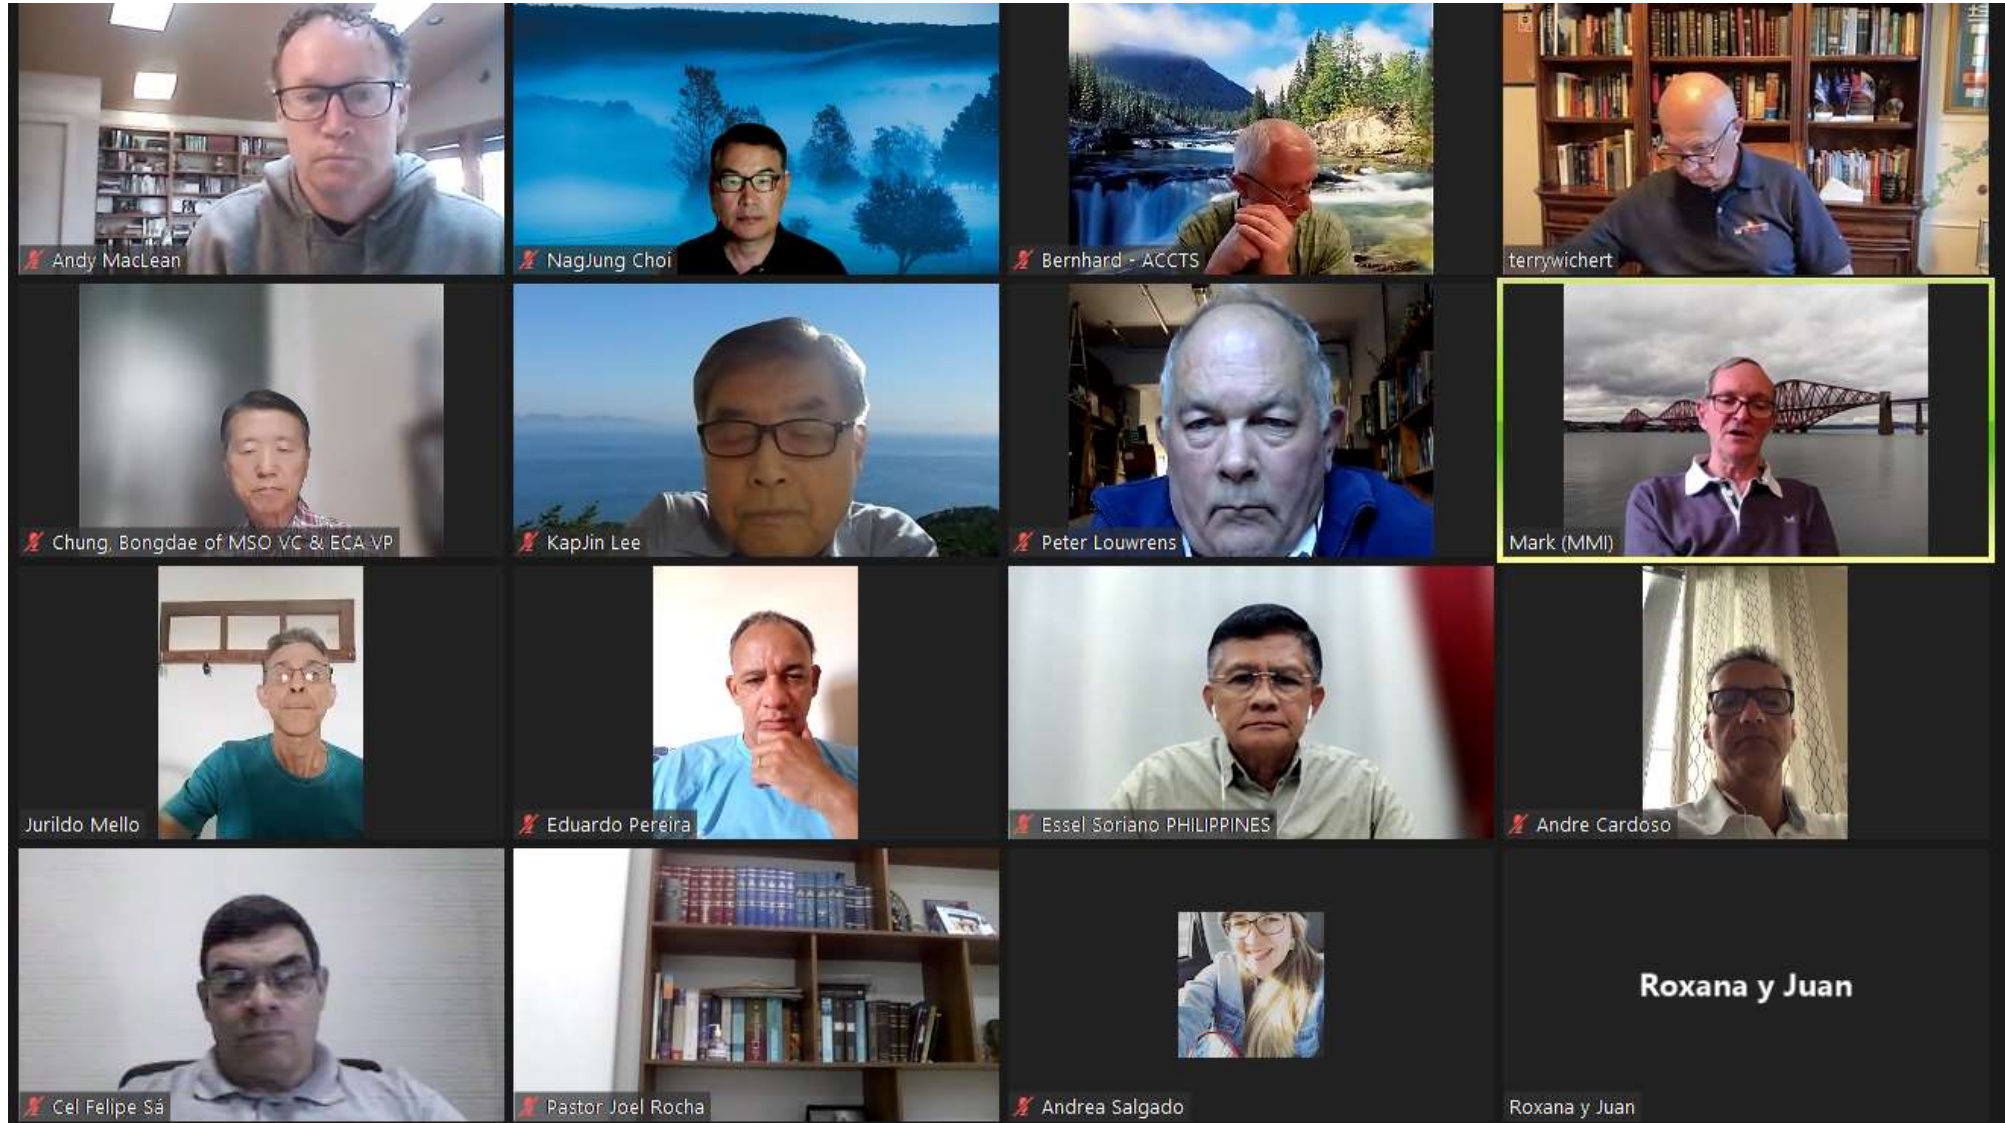 Andy MacLean
NagJung Choi
Bernhard - ACCTS
terrywichert
Chung, Bongdae of MSO VC & ECA VP
KapJin Lee
Peter Louwrens
Mark (MMI)
Jurildo Mello
Eduardo Pereira
Essel Soriano PHILIPPINES
Andre Cardoso
Cel Felipe Sá
Pastor Joel Rocha
Andrea Salgado
Roxana y Juan
Roxana y Juan